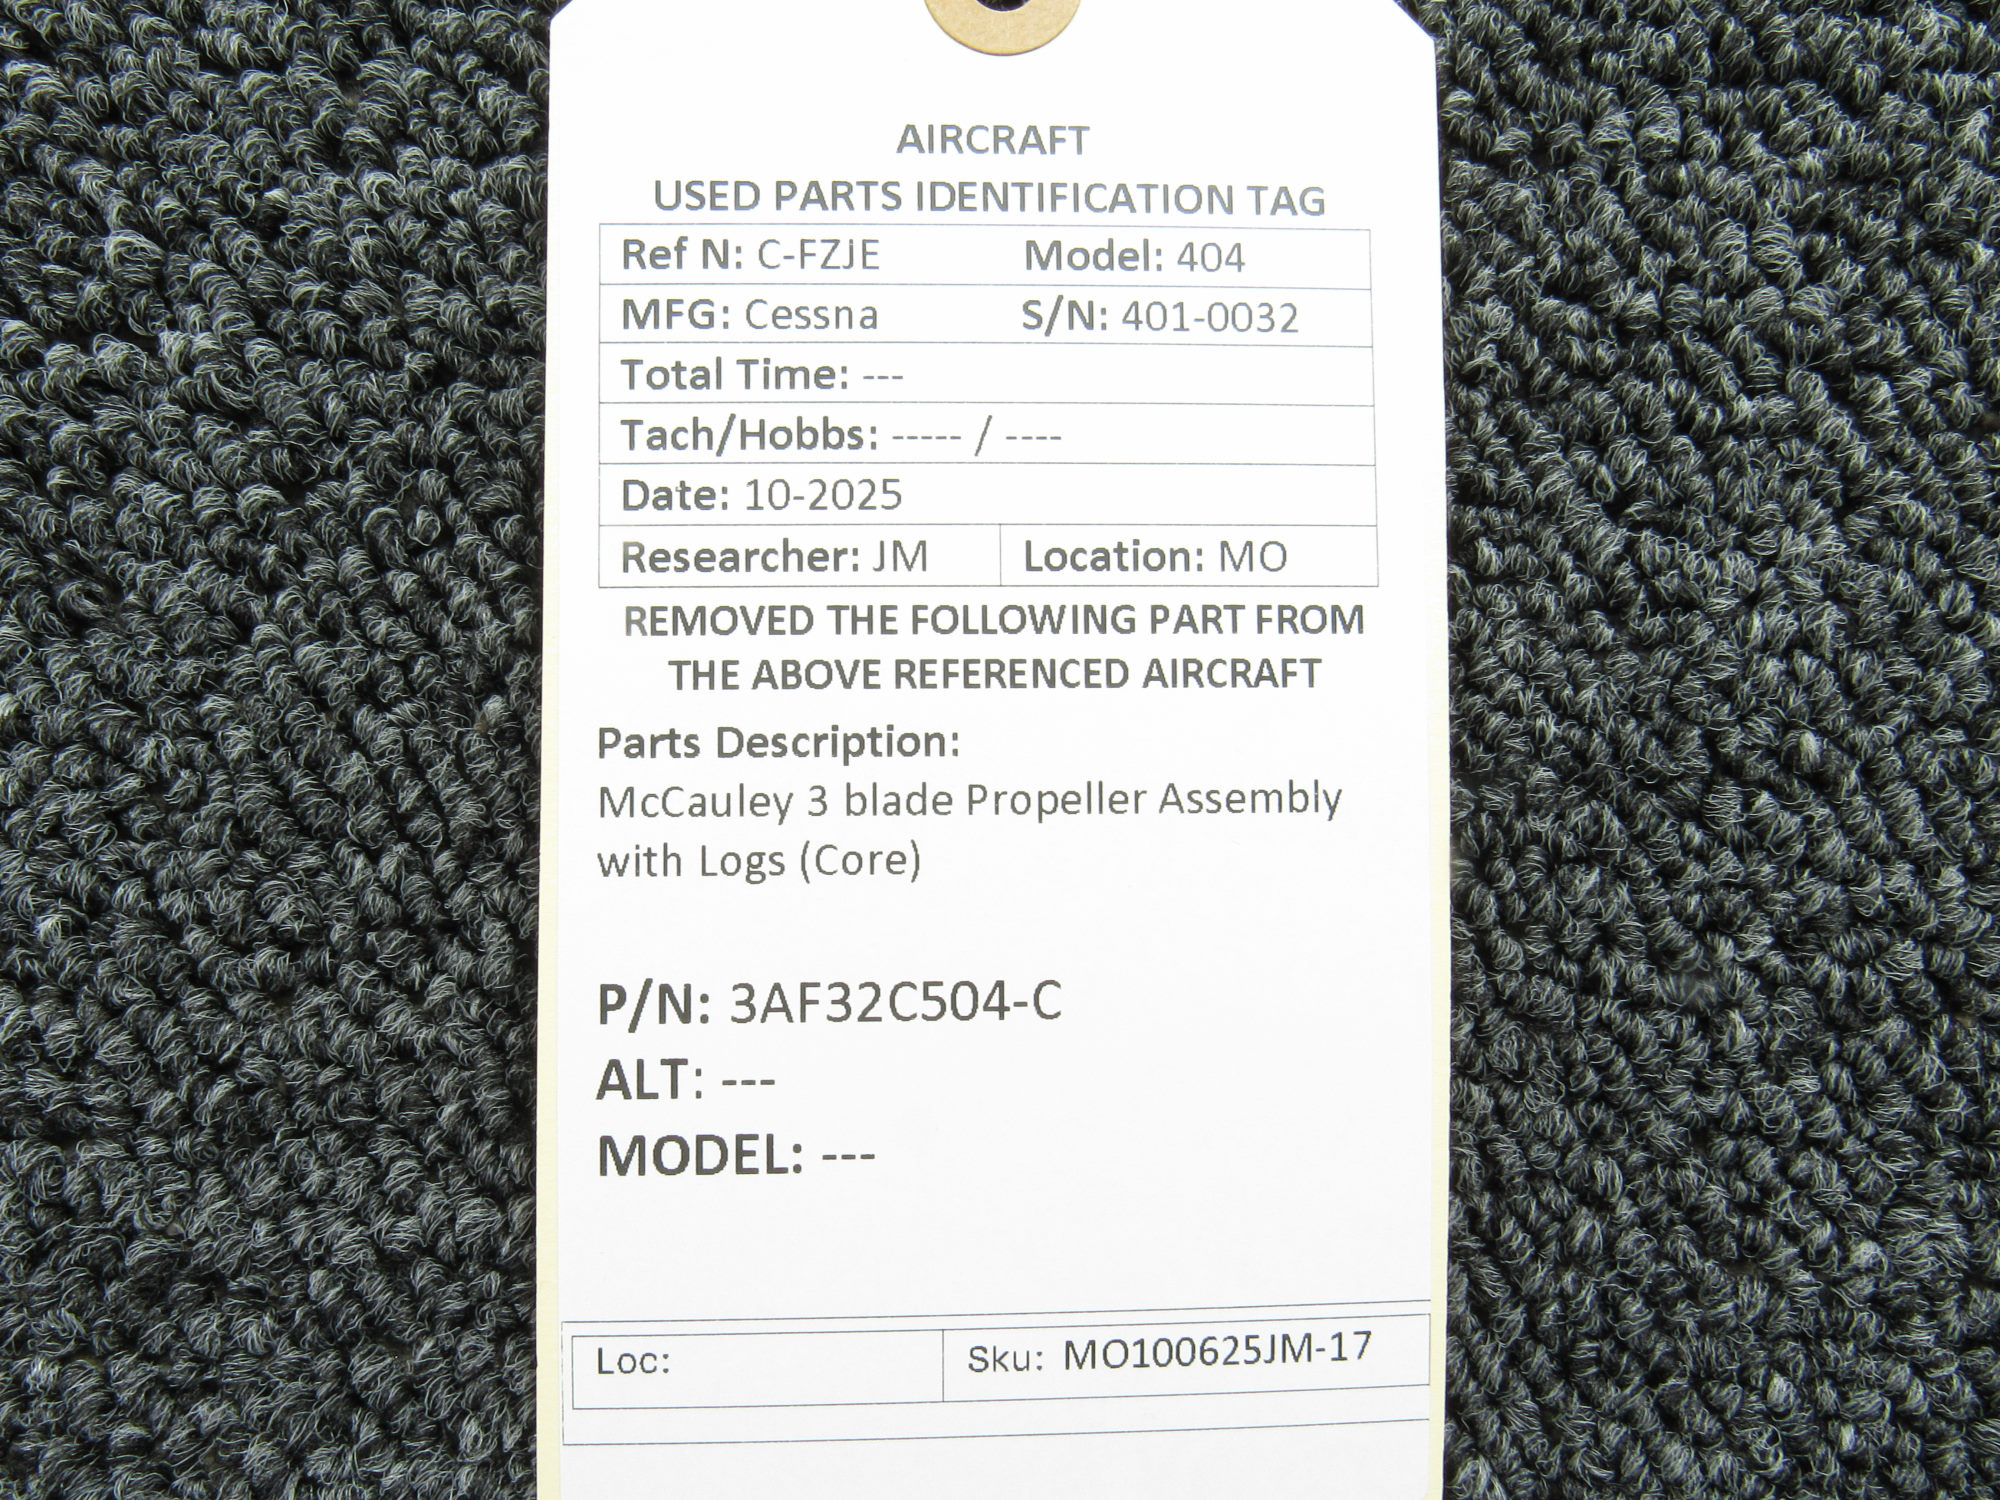 AIRCRAFT
USED PARTS IDENTIFICATION TAG
Ref N: C-FZJE Model: 404
MFG: Cessna S/N: 401-0032
Total Time: ---
Tach/Hobbs: ----- / ----
Date: 10-2025
Researcher: JM Location: MO
REMOVED THE FOLLOWING PART FROM
THE ABOVE REFERENCED AIRCRAFT
Parts Description:
McCauley 3 blade Propeller Assembly
with Logs (Core)
P/N: 3AF32C504-C
ALT: ---
MODEL: ---
Loc: Sku: MO100625JM-17